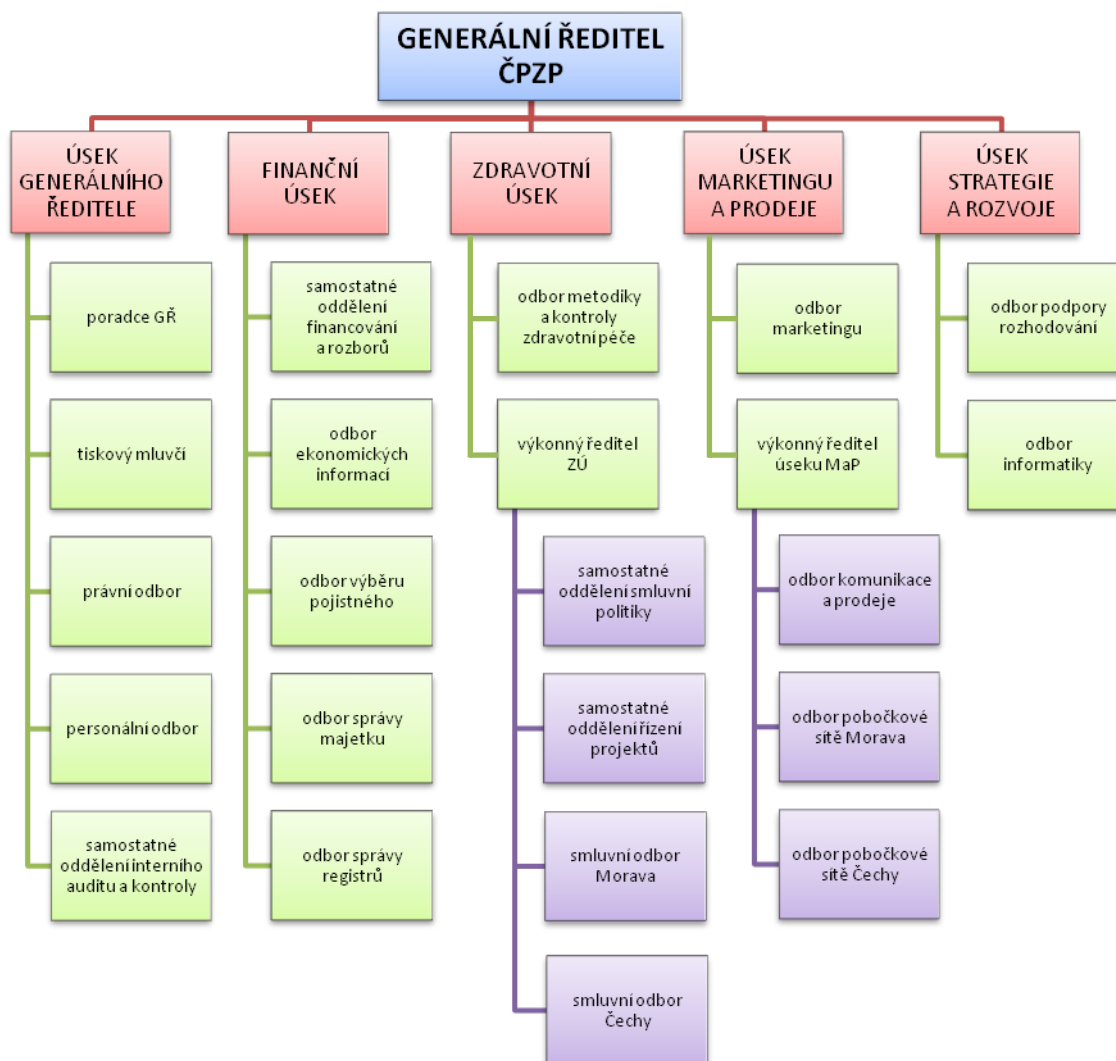 GENERÁLNÍ ŘEDITEL
ČPZP
ÚSEK
GENERÁLNÍHO
ŘEDITELE
poradce GŘ
tiskový mluvčí
právní odbor
personální odbor
samostatné
oddělení interního
auditu a kontroly
FINANČNÍ
ÚSEK
samostatné
oddělení
financování
a rozborů
odbor
ekonomických
informací
odbor výběru
pojistného
odbor správy
majetku
odbor správy
registrů
ZDRAVOTNÍ
ÚSEK
odbor metodiky
a kontroly
zdravotní péče
výkonný ředitel
ZÚ
samostatné
oddělení smluvní
politiky
samostatné
oddělení řízení
projektů
smluvní odbor
Morava
smluvní odbor
Čechy
ÚSEK
MARKETINGU
A PRODEJE
odbor
marketingu
výkonný ředitel
úseku MaP
odbor komunikace
a prodeje
odbor pobočkové
sítě Morava
odbor pobočkové
sítě Čechy
ÚSEK
STRATEGIE
A ROZVOJE
odbor podpory
rozhodování
odbor
informatiky